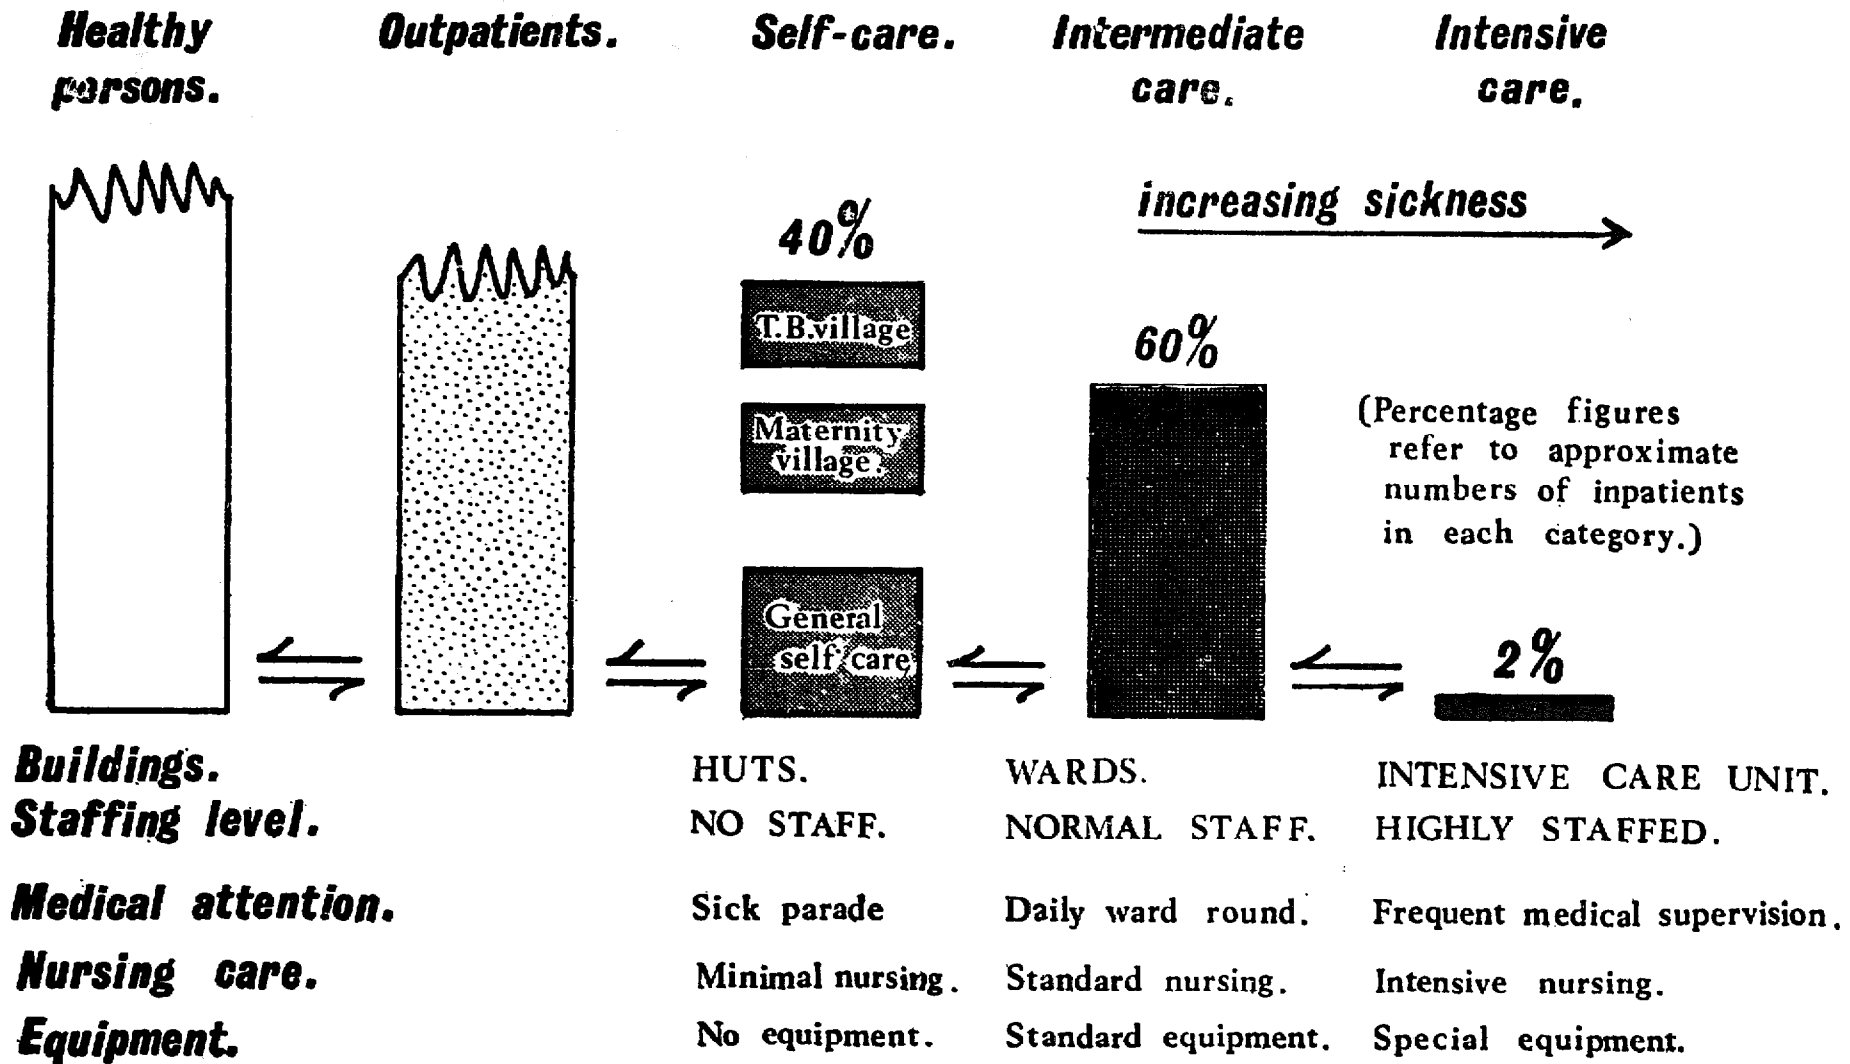 Healthy persons.
Outpatients.
Self-care.
Intermediate care.
Intensive care.
increasing sickness
40%
T.B.village
Maternity
village.
General
self care
60%
(Percentage figures
refer to approximate
numbers of inpatients
in each category.)
2%
Buildings. HUTS. WARDS. INTENSIVE CARE UNIT.
Staffing level. NO STAFF. NORMAL STAFF. HIGHLY STAFFED.
Medical attention. Sick parade Daily ward round. Frequent medical supervision.
Nursing care. Minimal nursing. Standard nursing. Intensive nursing.
Equipment. No equipment. Standard equipment. Special equipment.